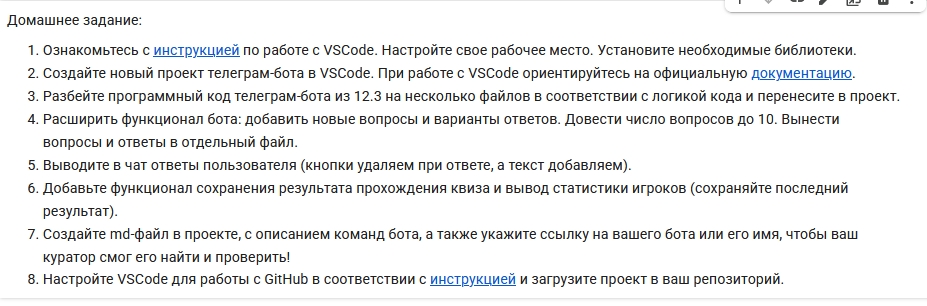 Домашнее задание:
1. Ознакомьтесь с инструкцией по работе с VSCode. Настройте свое рабочее место. Установите необходимые библиотеки.
2. Создайте новый проект телеграм-бота в VSCode. При работе с VSCode ориентируйтесь на официальную документацию.
3. Разбейте программный код телеграм-бота из 12.3 на несколько файлов в соответствии с логикой кода и перенесите в проект.
4. Расширить функционал бота: добавить новые вопросы и варианты ответов. Довести число вопросов до 10. Вынести
вопросы и ответы в отдельный файл.
5. Выводите в чат ответы пользователя (кнопки удаляем при ответе, а текст добавляем).
6. Добавьте функционал сохранения результата прохождения квиза и вывод статистики игроков (сохраняйте последний
результат).
7. Создайте md-файл в проекте, с описанием команд бота, а также укажите ссылку на вашего бота или его имя, чтобы ваш
куратор смог его найти и проверить!
8. Настройте VSCode для работы с GitHub в соответствии с инструкцией и загрузите проект в ваш репозиторий.